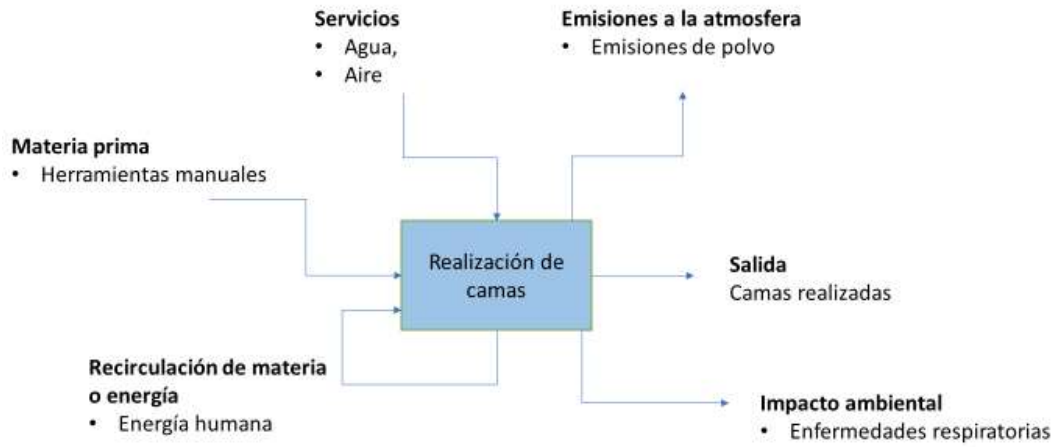 Servicios
• Agua,
• Aire
Emisiones a la atmosfera
• Emisiones de polvo
Materia prima
• Herramientas manuales
Realización de
camas
Salida
Camas realizadas
Recirculación de materia
o energía
• Energía humana
Impacto ambiental
• Enfermedades respiratorias